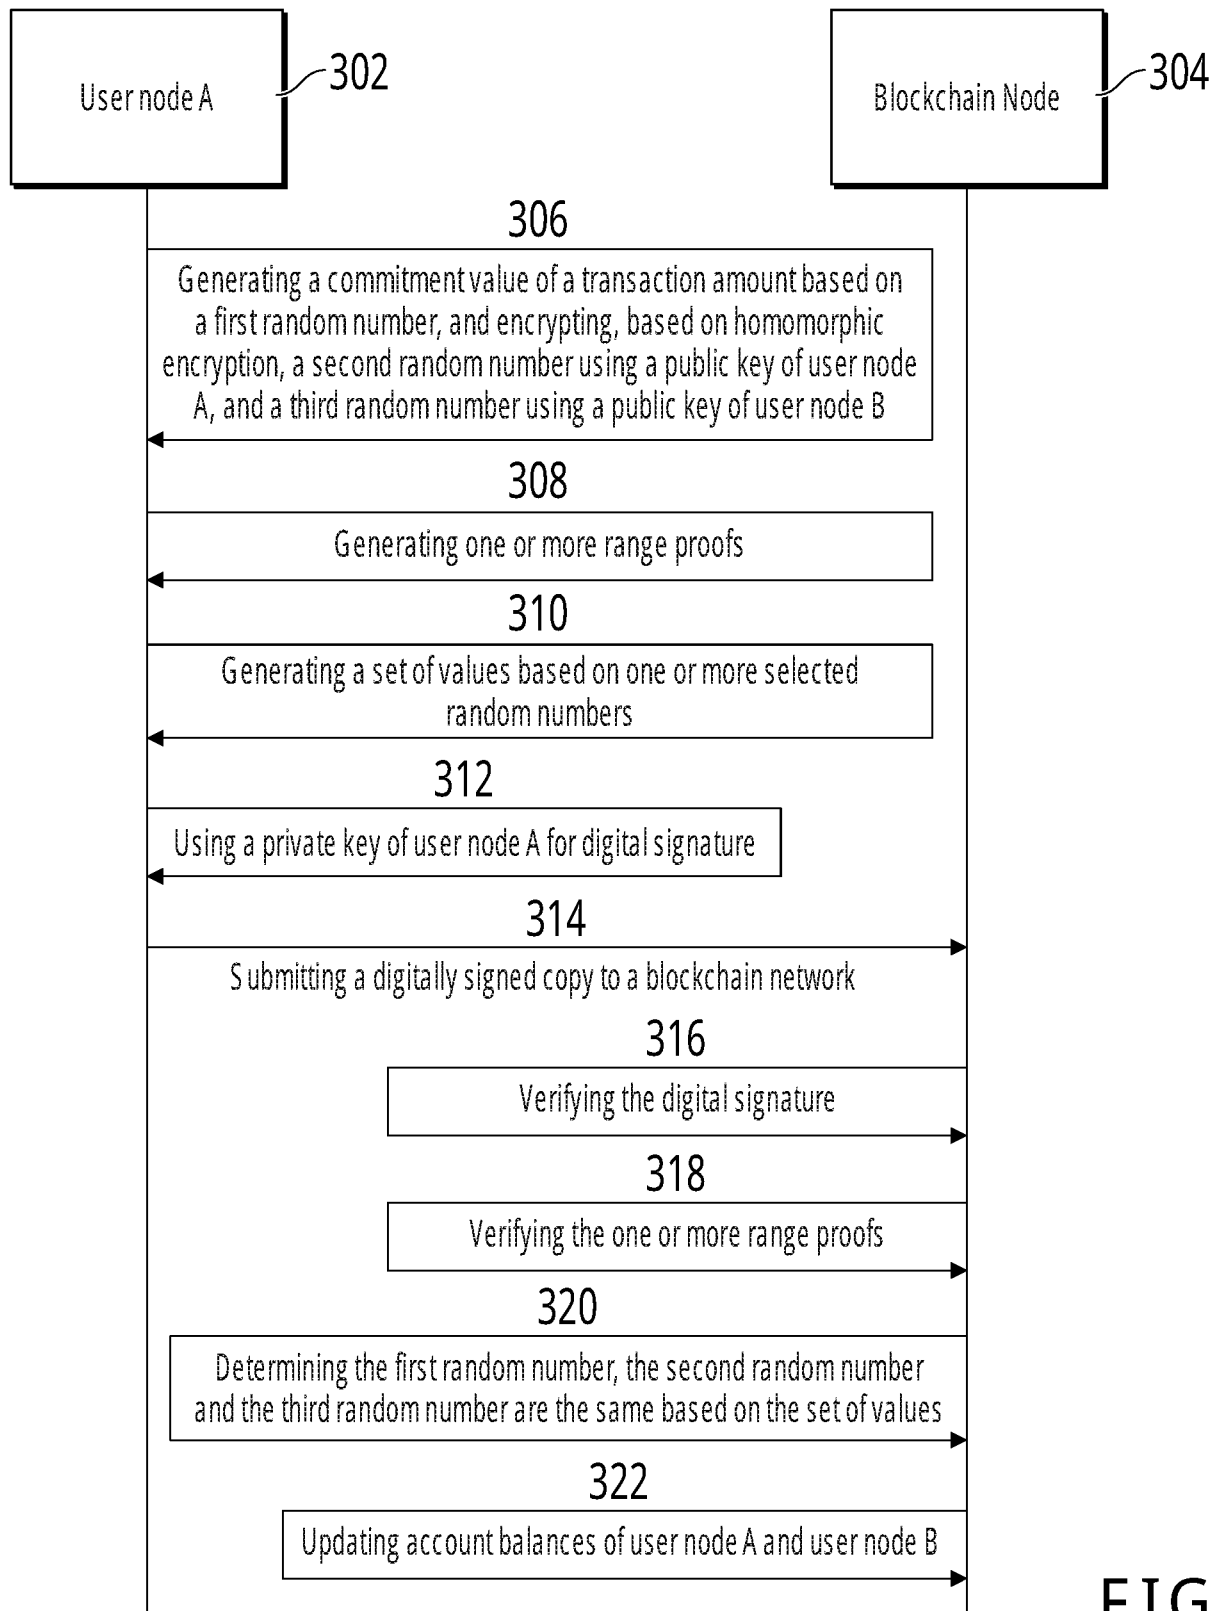 User node A
302
Blockchain Node
304
306
Generating a commitment value of a transaction amount based on
a first random number, and encrypting, based on homomorphic
encryption, a second random number using a public key of user node
A, and a third random number using a public key of user node B
308
Generating one or more range proofs
310
Generating a set of values based on one or more selected
random numbers
312
Using a private key of user node A for digital signature
314
Submitting a digitally signed copy to a blockchain network
316
Verifying the digital signature
318
Verifying the one or more range proofs
320
Determining the first random number, the second random number
and the third random number are the same based on the set of values
322
Updating account balances of user node A and user node B
FIG